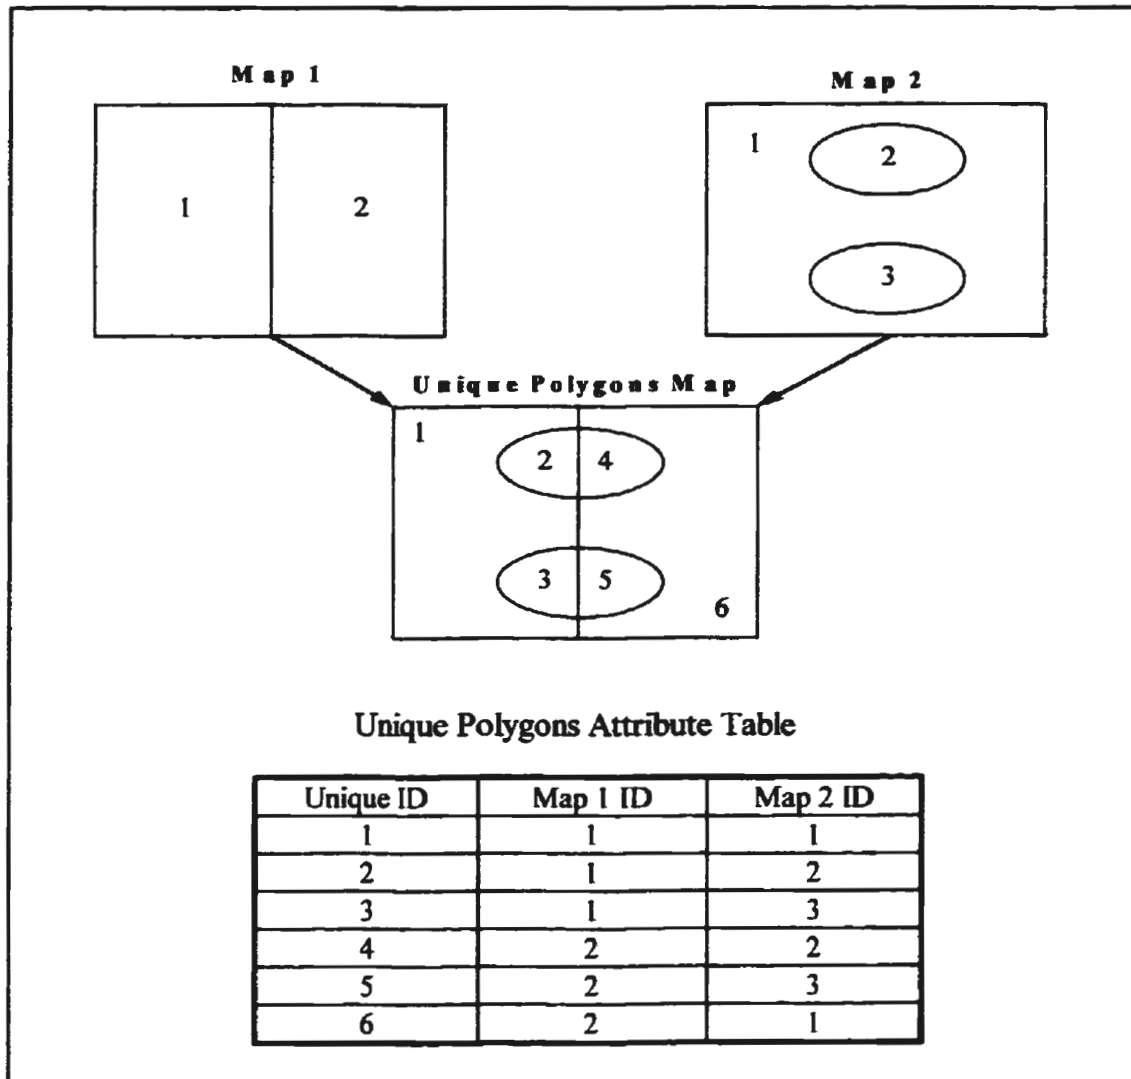 Map 1
Map 2
1
2
1
2
3
Unique Polygons Map
1
2
4
3
5
6
Unique Polygons Attribute Table
Unique ID Map 1 ID Map 2 ID
1 1 1
2 1 2
3 1 3
4 2 2
5 2 3
6 2 1